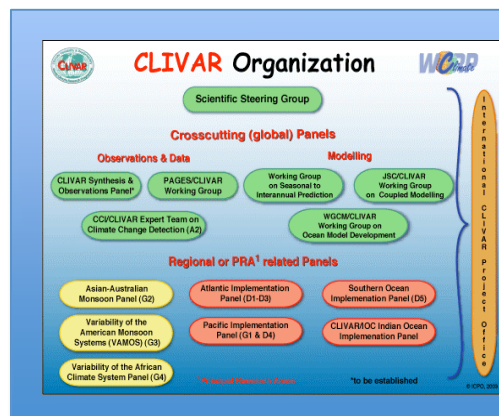 CLIVAR
CLIVAR Organization
WCRP
Climate
Scientific Steering Group
Crosscutting (global) Panels
Observations & Data
Modelling
CLIVAR Synthesis &
Observations Panel*
PAGES/CLIVAR
Working Group
Working Group
on Seasonal to
Interannual Prediction
JSC/CLIVAR
Working Group
on Coupled Modelling
CCl/CLIVAR Expert Team on
Climate Change Detection (A2)
WGCM/CLIVAR
Working Group on
Ocean Model Development
Regional or PRA1 related Panels
Asian-Australian
Monsoon Panel (G2)
Atlantic Implementation
Panel (D1-D3)
Southern Ocean
Implemenation Panel (D5)
Variability of the
American Monsoon
Systems (VAMOS) (G3)
Pacific Implementation
Panel (G1 & D4)
CLIVAR/IOC Indian Ocean
Implemenation Panel
Variability of the African
Climate System Panel (G4)
*to be established
International CLIVAR Project Office